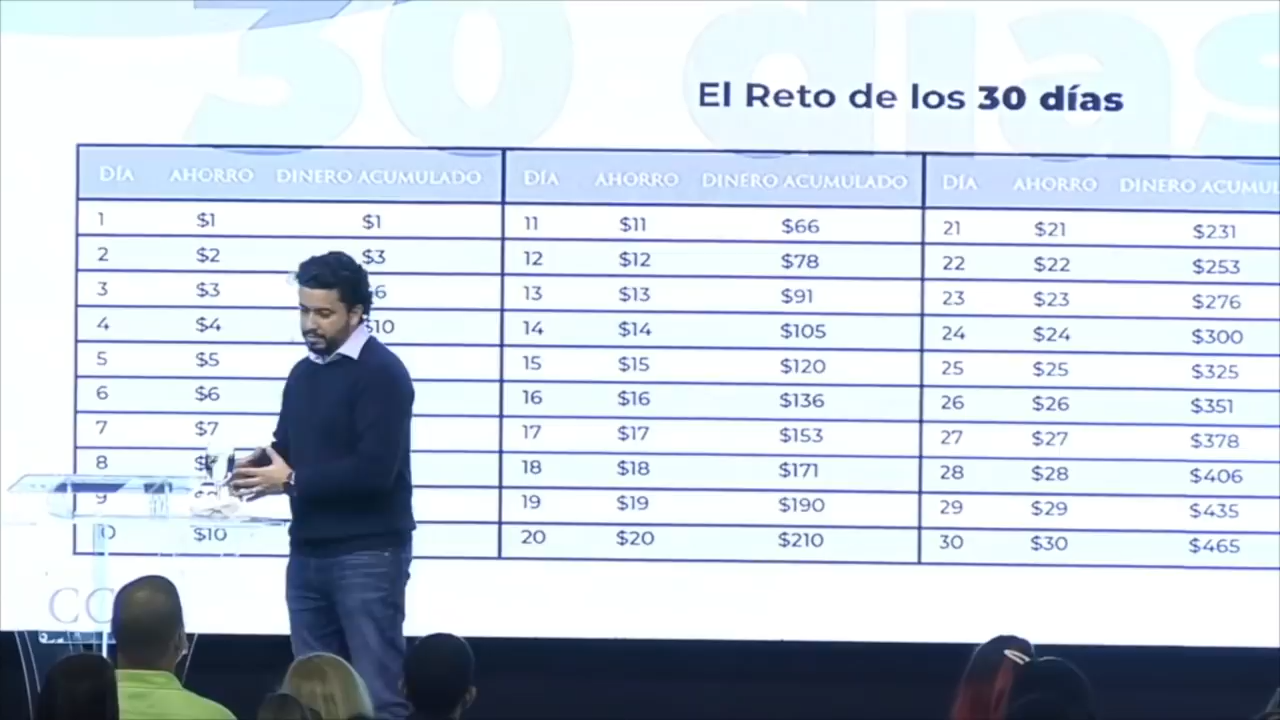 El Reto de los 30 días
DÍA AHORRO DINERO ACUMULADO DÍA AHORRO DINERO ACUMULADO DÍA AHORRO
1 $1 $1 11 $11 $66 21 $21 $231
2 $2 $3 12 $12 $78 22 $22 $253
3 $3 13 $13 $91 23 $23 $276
4 $4 $10 14 $14 $105 24 $24 $300
5 $5 15 $15 $120 25 $25 $325
6 $6 16 $16 $136 26 $26 $351
7 $7 17 $17 $153 27 $27 $378
8 18 $18 $171 28 $28 $406
9 19 $19 $190 29 $29 $435
$10 20 $20 $210 30 $30 $465
30 días